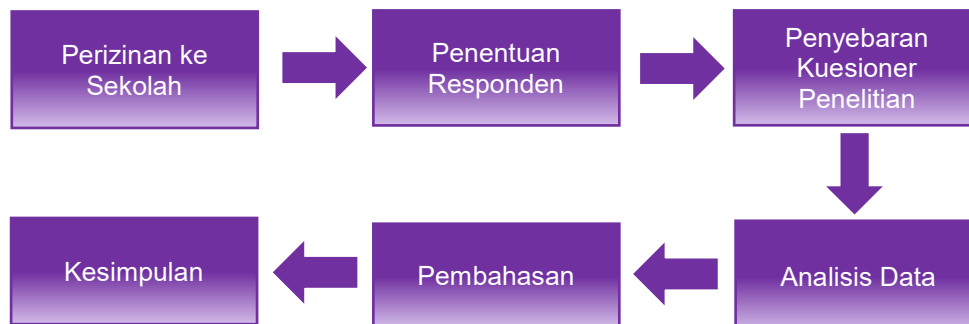 Perizinan ke
Sekolah
Penentuan
Responden
Penyebaran
Kuesioner
Penelitian
Analisis Data
Pembahasan
Kesimpulan